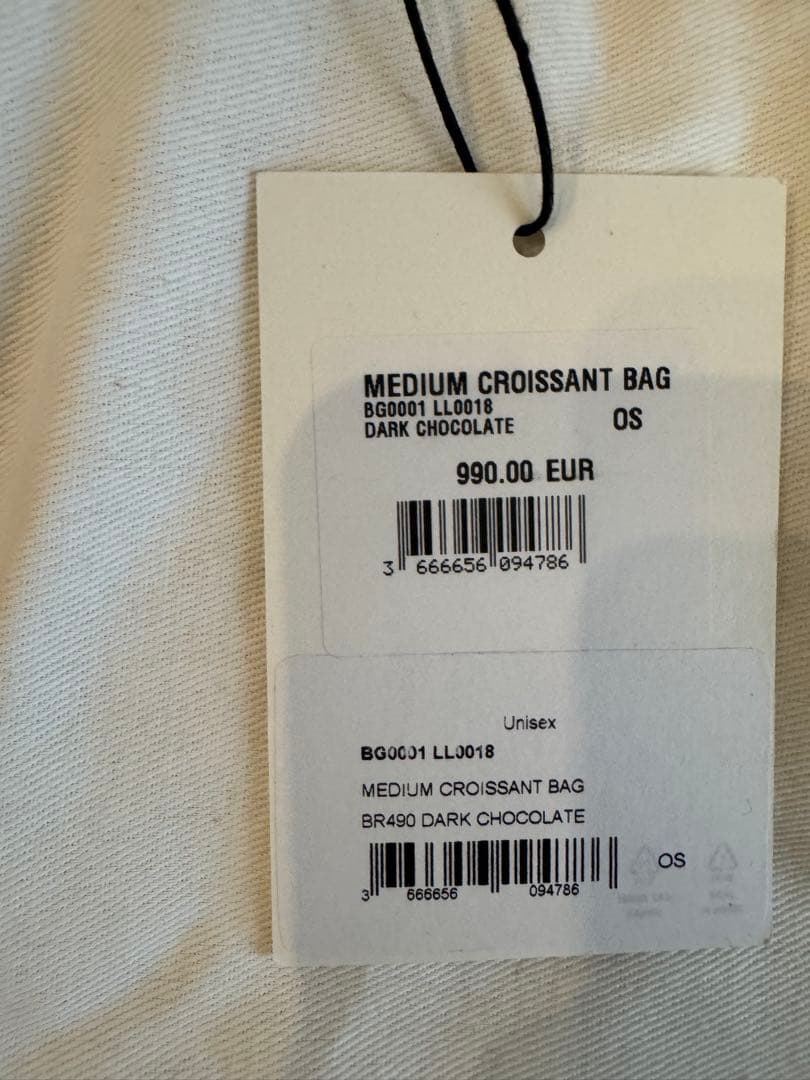 MEDIUM CROISSANT BAG
BG0001 LL0018
DARK CHOCOLATE OS
990.00 EUR
3 666656 094786
Unisex
BG0001 LL0018
MEDIUM CROISSANT BAG
BR490 DARK CHOCOLATE
OS
3 666656 094786